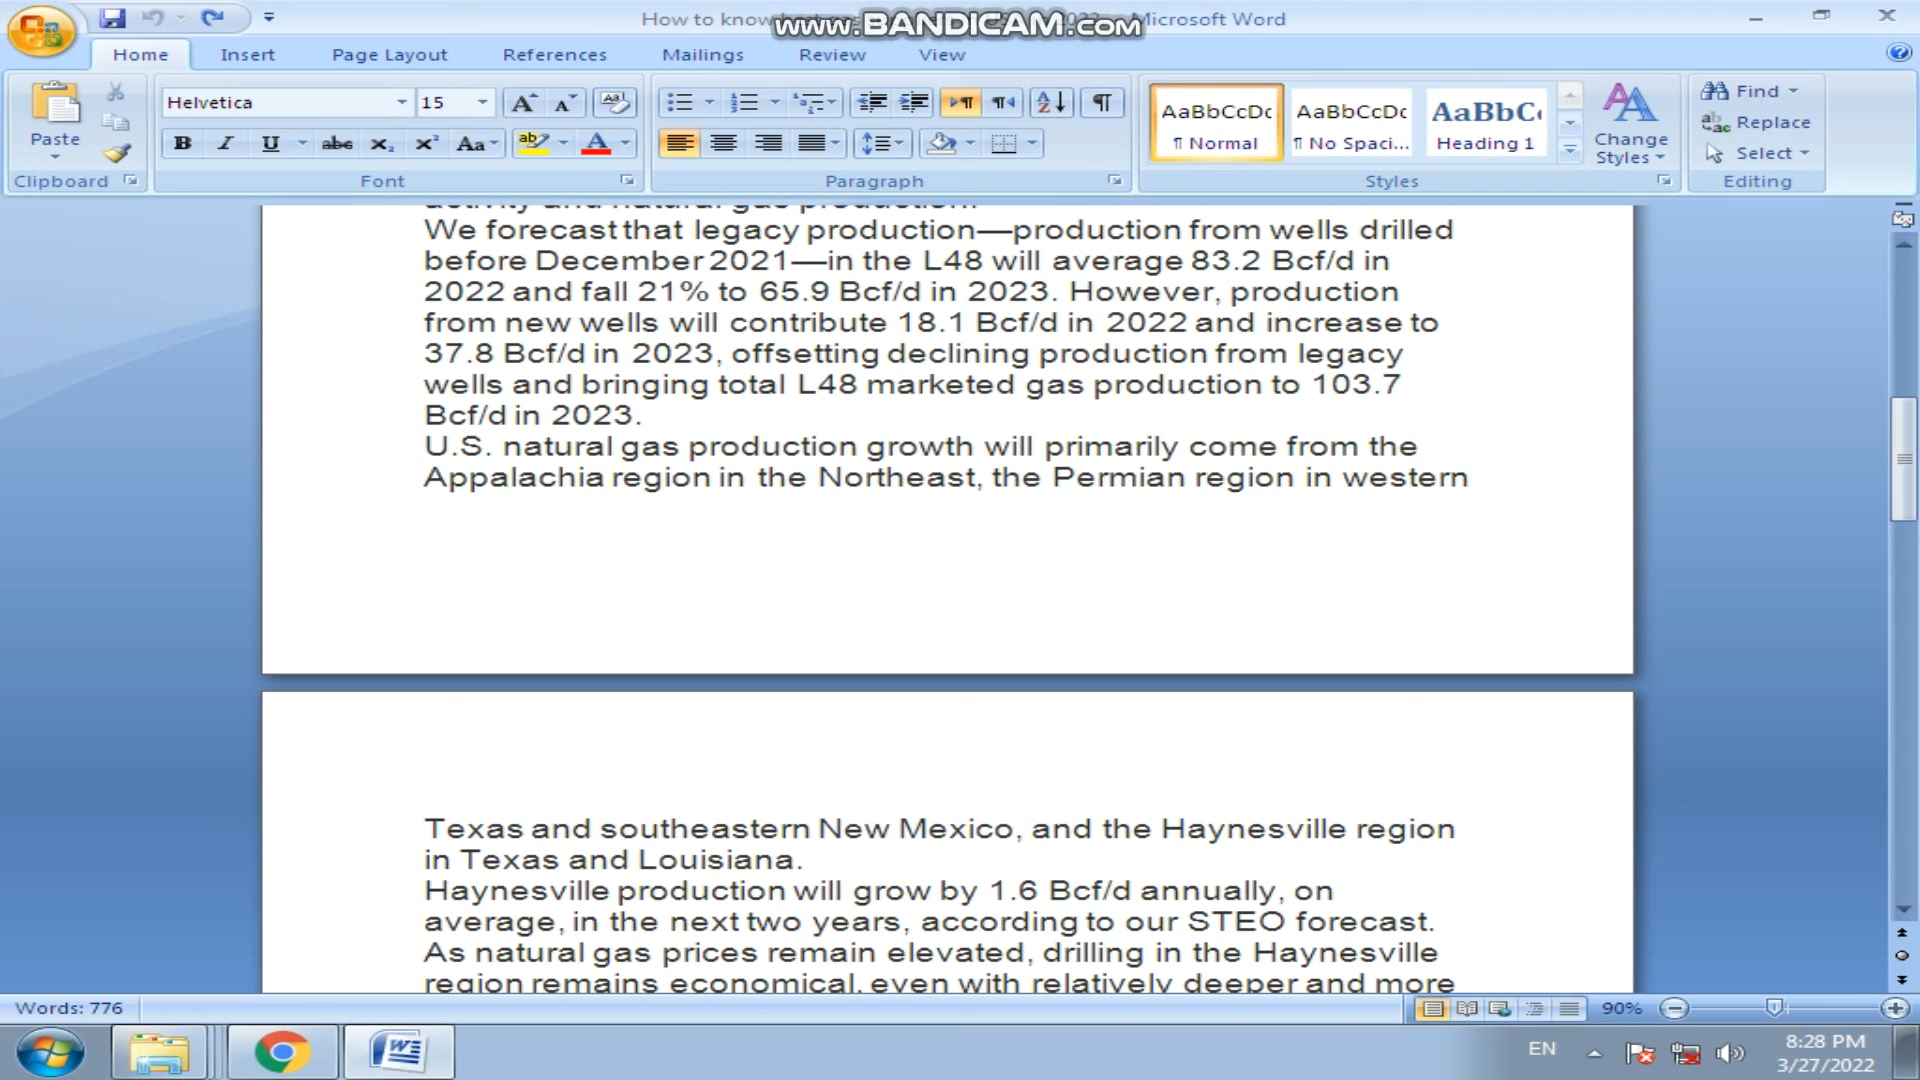 How to know
2022 - Microsoft Word
www.BANDICAM.com
Home Insert Page Layout References Mailings Review View
Paste
Clipboard
Helvetica 15
Font
Paragraph
AaBbCcDc AaBbCcDc AaBbC
¶ Normal ¶ No Spaci... Heading 1
Change Styles
Styles
Find
Replace
Select
Editing
activity and natural gas production.
We forecast that legacy production—production from wells drilled
before December 2021—in the L48 will average 83.2 Bcf/d in
2022 and fall 21% to 65.9 Bcf/d in 2023. However, production
from new wells will contribute 18.1 Bcf/d in 2022 and increase to
37.8 Bcf/d in 2023, offsetting declining production from legacy
wells and bringing total L48 marketed gas production to 103.7
Bcf/d in 2023.
U.S. natural gas production growth will primarily come from the
Appalachia region in the Northeast, the Permian region in western
Texas and southeastern New Mexico, and the Haynesville region
in Texas and Louisiana.
Haynesville production will grow by 1.6 Bcf/d annually, on
average, in the next two years, according to our STEO forecast.
As natural gas prices remain elevated, drilling in the Haynesville
region remains economical, even with relatively deeper and more
Words: 776
90%
EN
8:28 PM
3/27/2022